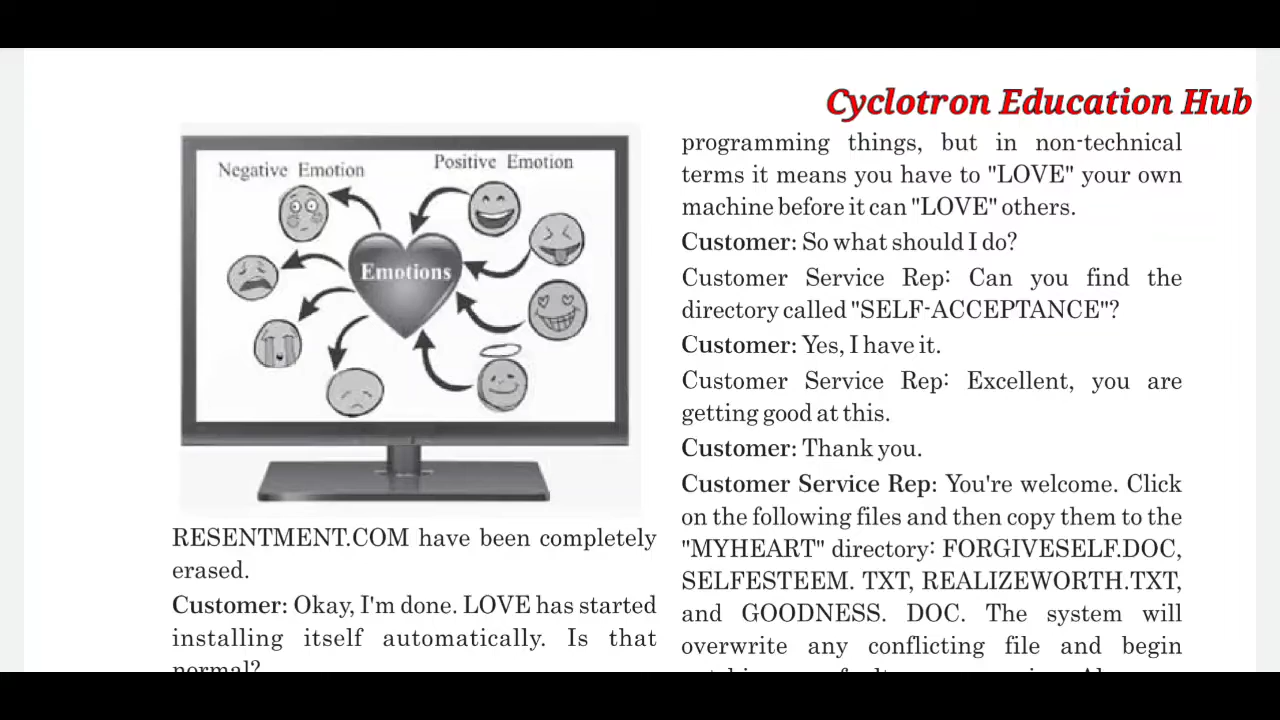 Cyclotron Education Hub
Negative Emotion
Positive Emotion
Emotions
RESENTMENT.COM have been completely
erased.
Customer: Okay, I'm done. LOVE has started
installing itself automatically. Is that
normal?
programming things, but in non-technical
terms it means you have to "LOVE" your own
machine before it can "LOVE" others.
Customer: So what should I do?
Customer Service Rep: Can you find the
directory called "SELF-ACCEPTANCE"?
Customer: Yes, I have it.
Customer Service Rep: Excellent, you are
getting good at this.
Customer: Thank you.
Customer Service Rep: You're welcome. Click
on the following files and then copy them to the
"MYHEART" directory: FORGIVESELF.DOC,
SELFESTEEM. TXT, REALIZEWORTH.TXT,
and GOODNESS. DOC. The system will
overwrite any conflicting file and begin